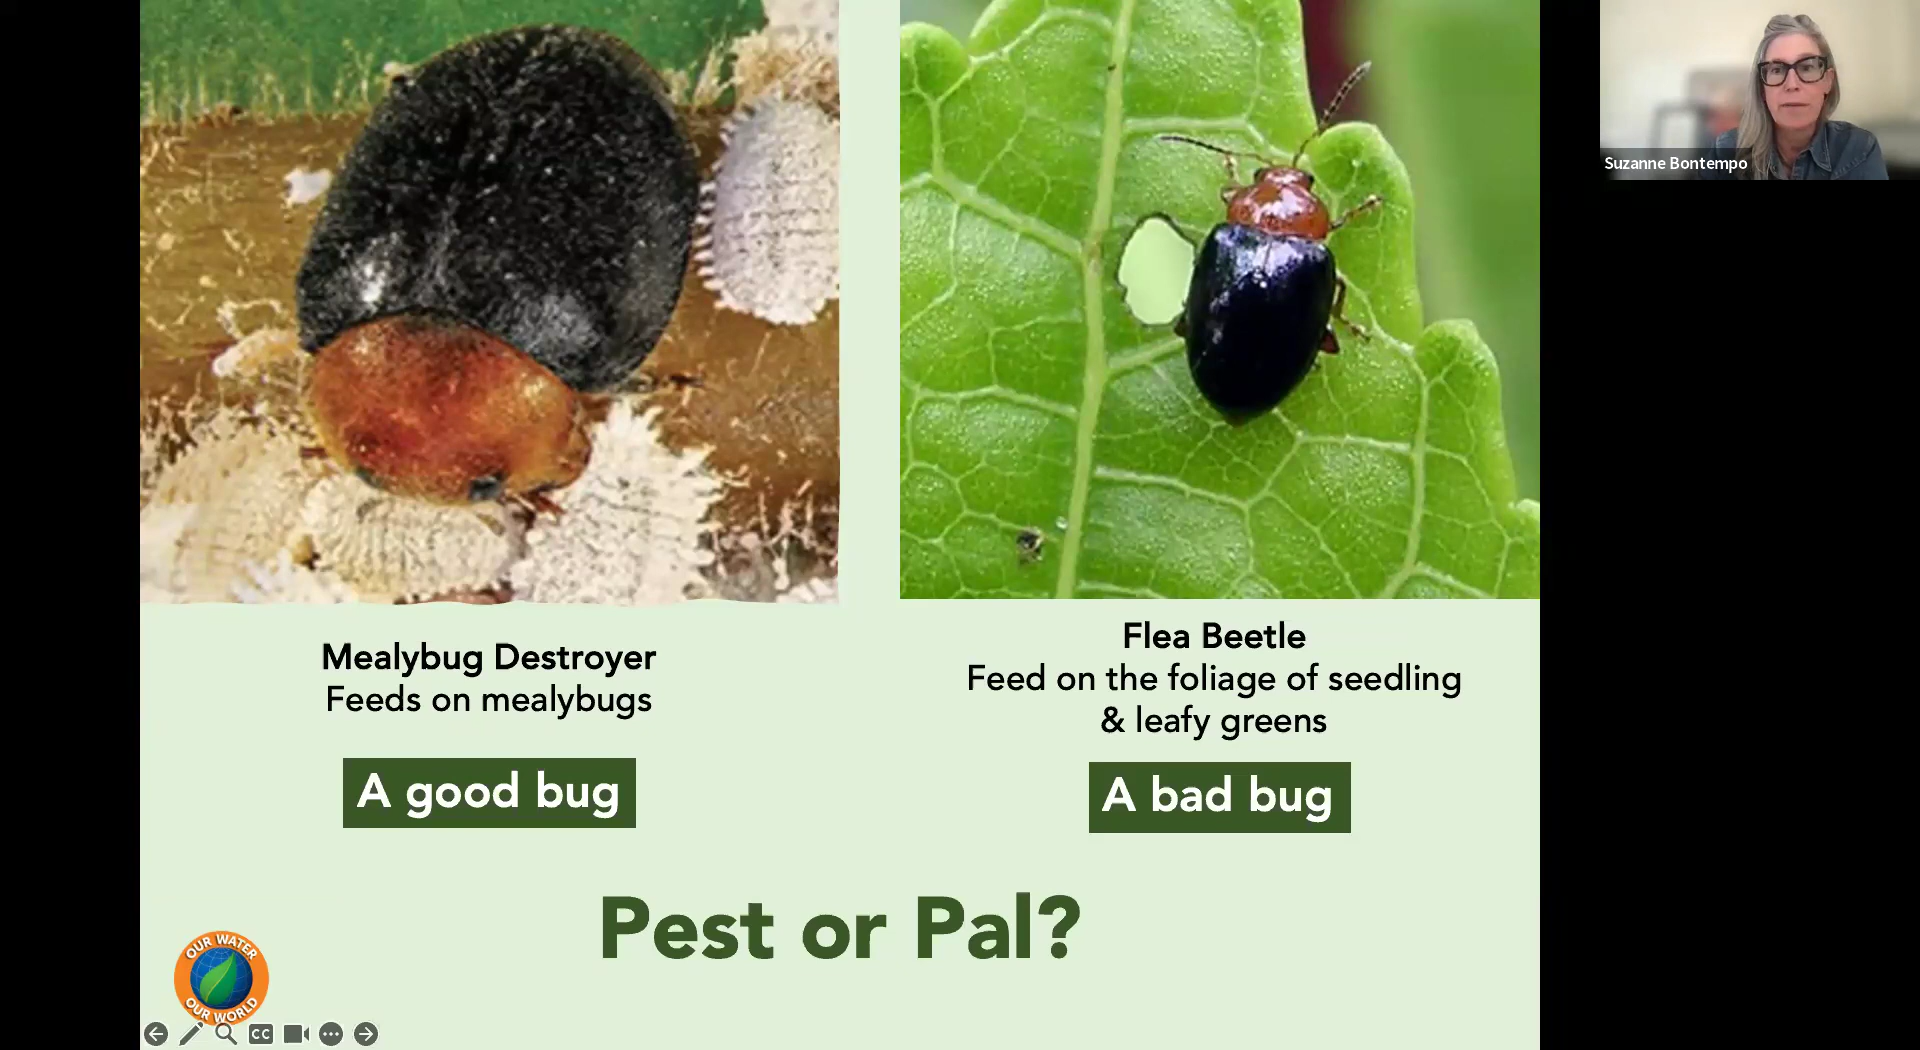 Suzanne Bontempo
Mealybug Destroyer
Feeds on mealybugs
A good bug
Flea Beetle
Feed on the foliage of seedling
& leafy greens
A bad bug
Pest or Pal?
OUR WATER
OUR WORLD
CC